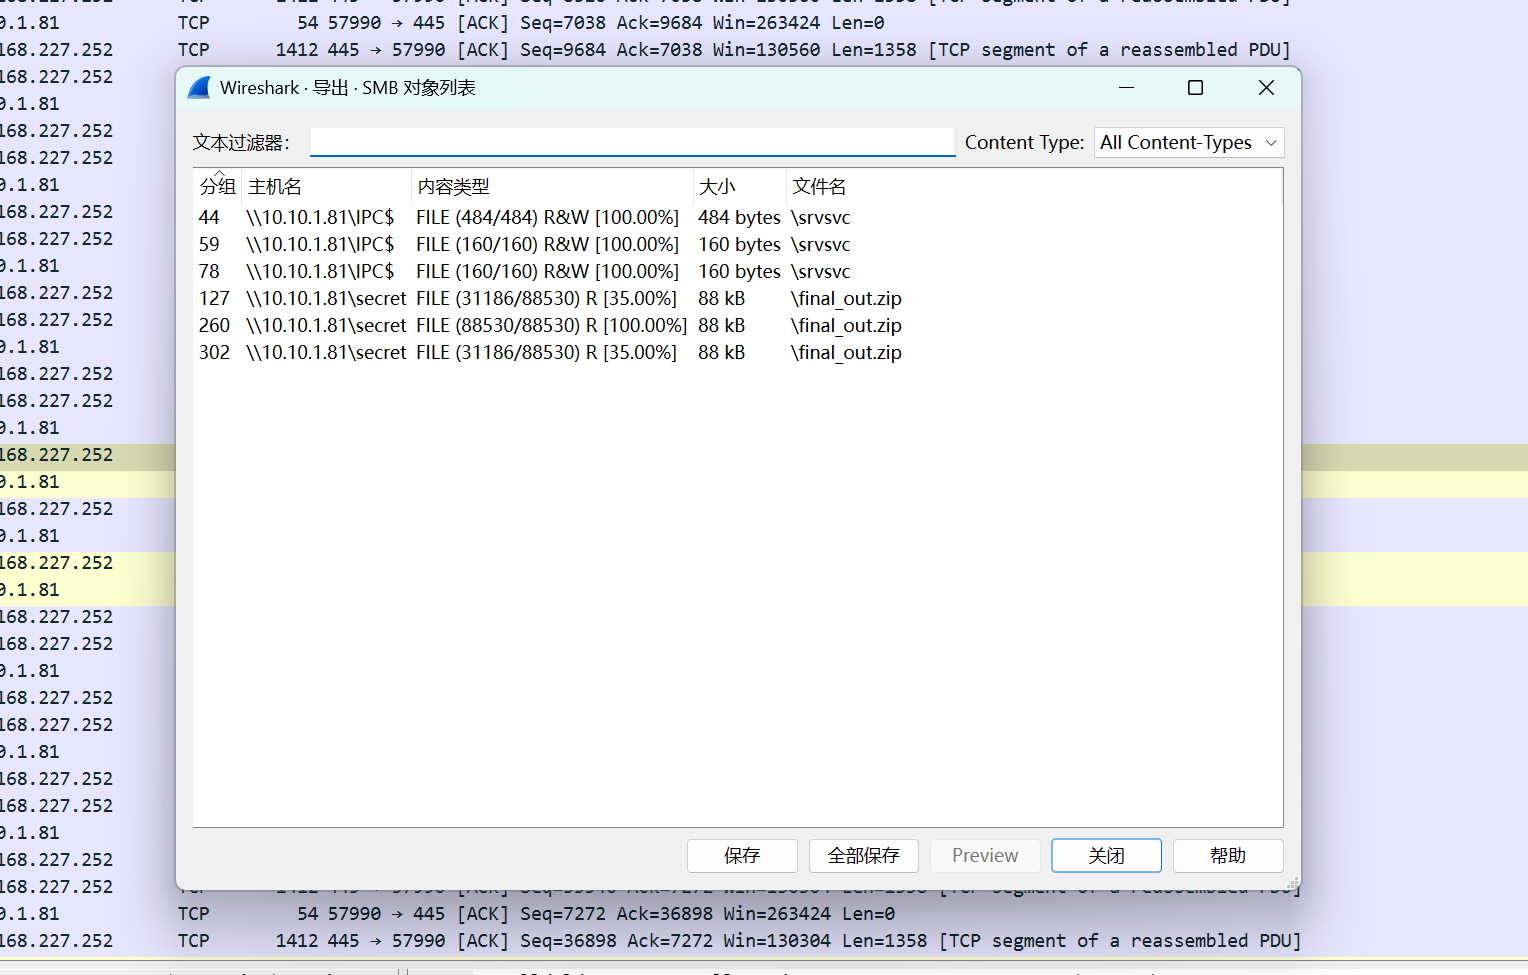 0.1.81 TCP 54 57990 → 445 [ACK] Seq=7038 Ack=9684 Win=263424 Len=0
168.227.252 TCP 1412 445 → 57990 [ACK] Seq=9684 Ack=7038 Win=130560 Len=1358 [TCP segment of a reassembled PDU]
168.227.252
Wireshark · 导出 · SMB 对象列表
0.1.81
168.227.252
文本过滤器： Content Type: All Content-Types
168.227.252
0.1.81
分组 主机名 内容类型 大小 文件名
168.227.252
44 \\10.10.1.81\IPC$ FILE (484/484) R&W [100.00%] 484 bytes \srvsvc
168.227.252
59 \\10.10.1.81\IPC$ FILE (160/160) R&W [100.00%] 160 bytes \srvsvc
0.1.81
78 \\10.10.1.81\IPC$ FILE (160/160) R&W [100.00%] 160 bytes \srvsvc
168.227.252
127 \\10.10.1.81\secret FILE (31186/88530) R [35.00%] 88 kB \final_out.zip
168.227.252
260 \\10.10.1.81\secret FILE (88530/88530) R [100.00%] 88 kB \final_out.zip
0.1.81
302 \\10.10.1.81\secret FILE (31186/88530) R [35.00%] 88 kB \final_out.zip
168.227.252
168.227.252
0.1.81
168.227.252
0.1.81
168.227.252
0.1.81
168.227.252
0.1.81
168.227.252
168.227.252
0.1.81
168.227.252
168.227.252
0.1.81
168.227.252
168.227.252
0.1.81
保存 全部保存 Preview 关闭 帮助
168.227.252
168.227.252
0.1.81 TCP 54 57990 → 445 [ACK] Seq=7272 Ack=36898 Win=263424 Len=0
168.227.252 TCP 1412 445 → 57990 [ACK] Seq=36898 Ack=7272 Win=130304 Len=1358 [TCP segment of a reassembled PDU]